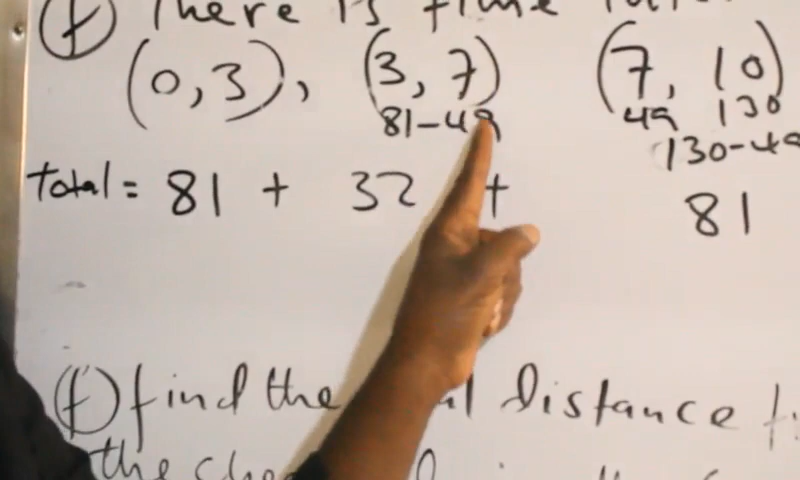 (f) There is time
(0,3), (3,7) (7, 10)
81-49 49 130
130-49
Total = 81 + 32 + 81
(f) find the distance
the